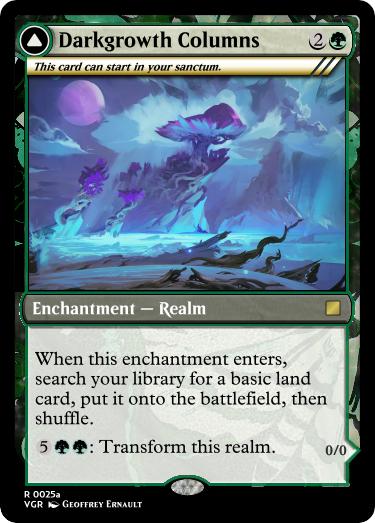 Darkgrowth Columns 2
This card can start in your sanctum.
Enchantment — Realm
When this enchantment enters,
search your library for a basic land
card, put it onto the battlefield, then
shuffle.
5 : Transform this realm.
0/0
R 0025a
VGR Geoffrey Ernault